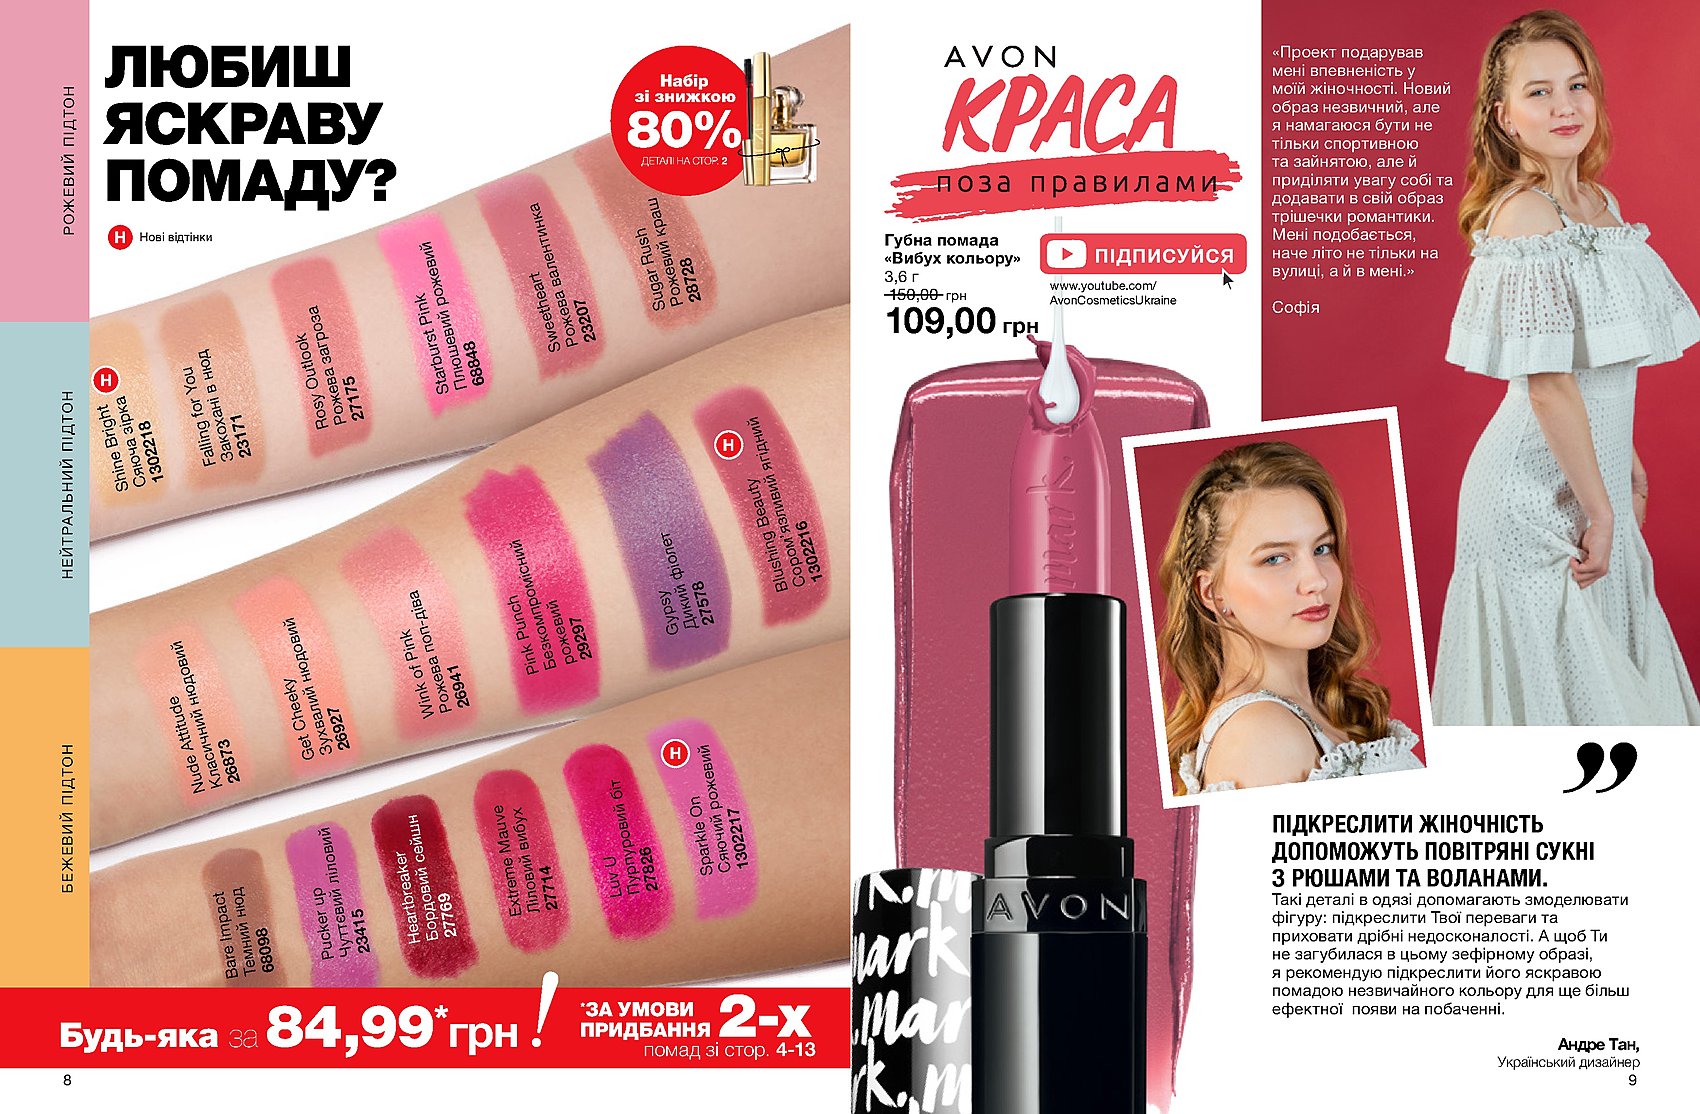 РОЖЕВИЙ ПІДТОН
НЕЙТРАЛЬНИЙ ПІДТОН
БЕЖЕВИЙ ПІДТОН
ЛЮБИШ
ЯСКРАВУ
ПОМАДУ?
Н Нові відтінки
Набір
зі знижкою
80%
ДЕТАЛІ НА СТОР. 2
Н
Shine Bright
Сяюча зірка
1302218
Falling for You
Закохані в нюд
23171
Rosy Outlook
Рожева загроза
27175
Starburst Pink
Плюшевий рожевий
68848
Sweetheart
Рожева валентинка
23207
Sugar Rush
Рожевий краш
28728
Nude Attitude
Класичний нюдовий
26873
Get Cheeky
Зухвалий нюдовий
26927
Wink of Pink
Рожева поп-діва
26941
Pink Punch
Безкомпромісний
рожевий
29297
Gypsy
Дикий фіолет
27578
Н
Blushing Beauty
Сором'язливий ягідний
1302216
Bare Impact
Темний нюд
68098
Pucker up
Чуттєвий ліловий
23415
Heartbreaker
Бордовий сейшн
27769
Extreme Mauve
Ліловий вибух
27714
Luv U
Пурпуровий біт
27826
Н
Sparkle On
Сяючий рожевий
1302217
Будь-яка за 84,99* грн!
*ЗА УМОВИ
ПРИДБАННЯ 2-х
помад зі стор. 4-13
8
AVON
КРАСА
поза правилами
Губна помада
«Вибух кольору»
3,6 г
150,00 грн
109,00 грн
ПІДПИСУЙСЯ
www.youtube.com/
AvonCosmeticsUkraine
mark.
AVON
k.m
mark
.mar
rk.m
«Проект подарував
мені впевненість у
моїй жіночності. Новий
образ незвичний, але
я намагаюся бути не
тільки спортивною
та зайнятою, але й
приділяти увагу собі та
додавати в свій образ
трішечки романтики.
Мені подобається,
наче літо не тільки на
вулиці, а й в мені.»
Софія
”
ПІДКРЕСЛИТИ ЖІНОЧНІСТЬ
ДОПОМОЖУТЬ ПОВІТРЯНІ СУКНІ
З РЮШАМИ ТА ВОЛАНАМИ.
Такі деталі в одязі допомагають змоделювати
фігуру: підкреслити Твої переваги та
приховати дрібні недосконалості. А щоб Ти
не загубилася в цьому зефірному образі,
я рекомендую підкреслити його яскравою
помадою незвичайного кольору для ще більш
ефектної появи на побаченні.
Андре Тан,
Український дизайнер
9